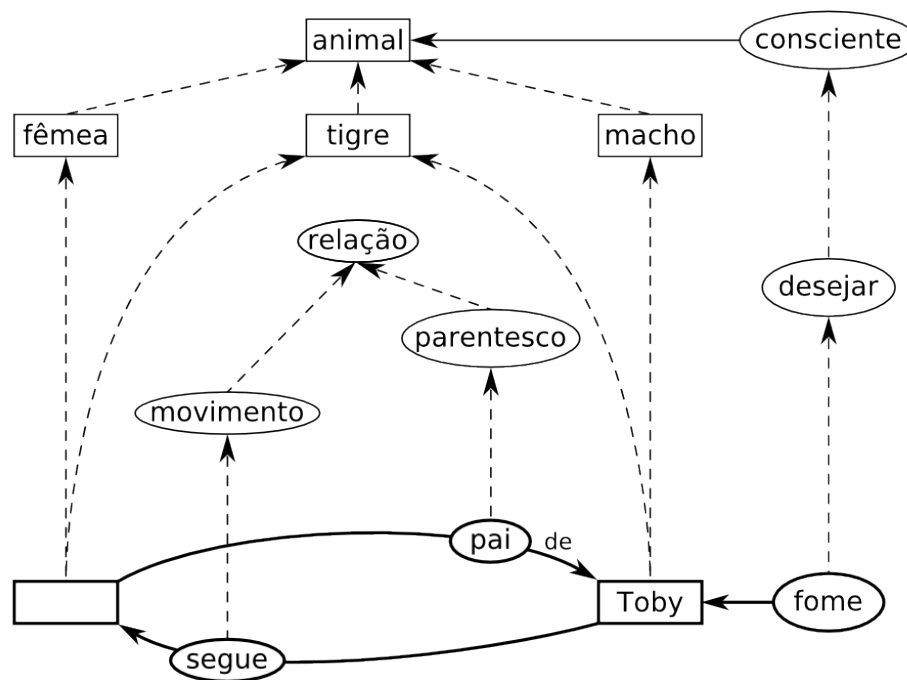 animal
consciente
fêmea
tigre
macho
relação
desejar
parentesco
movimento
pai
de
Toby
fome
segue